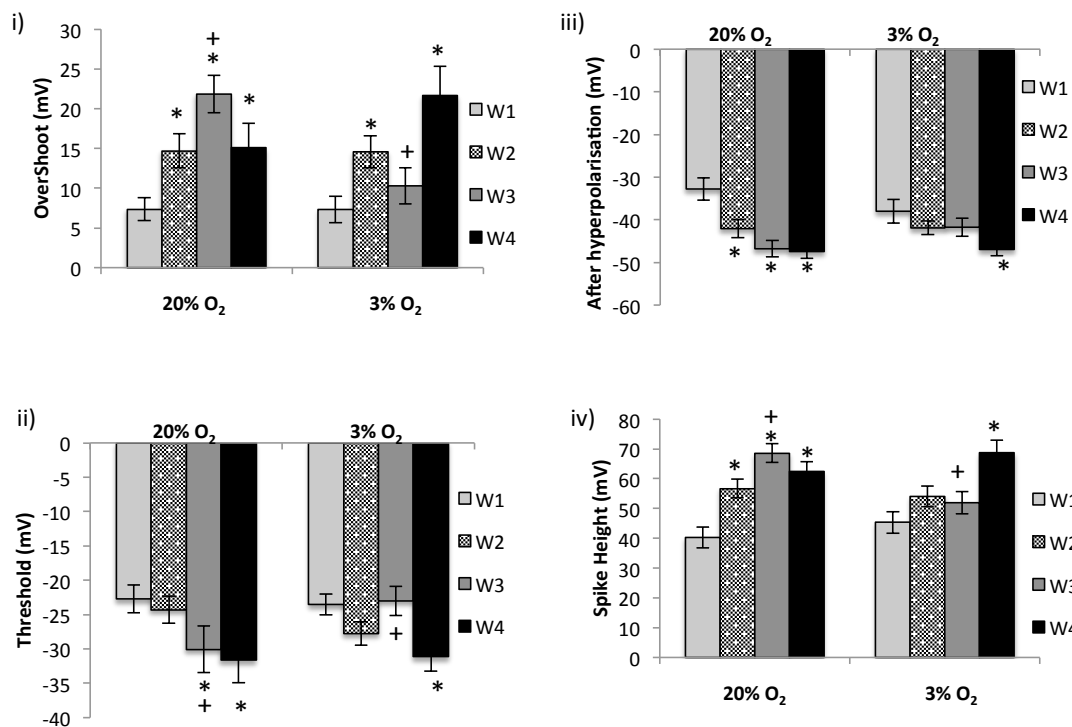 i)
OverShoot (mV)
30
25
20
15
10
5
0
*
+
*
*
*
+
*
20% O2
3% O2
W1
W2
W3
W4
iii)
20% O2
3% O2
After hyperpolarisation (mV)
0
-10
-20
-30
-40
-50
-60
*
*
*
*
W1
W2
W3
W4
ii)
20% O2
3% O2
Threshold (mV)
0
-5
-10
-15
-20
-25
-30
-35
-40
*
+
*
+
*
W1
W2
W3
W4
iv)
Spike Height (mV)
80
70
60
50
40
30
20
10
0
*
+
*
*
+
*
20% O2
3% O2
W1
W2
W3
W4